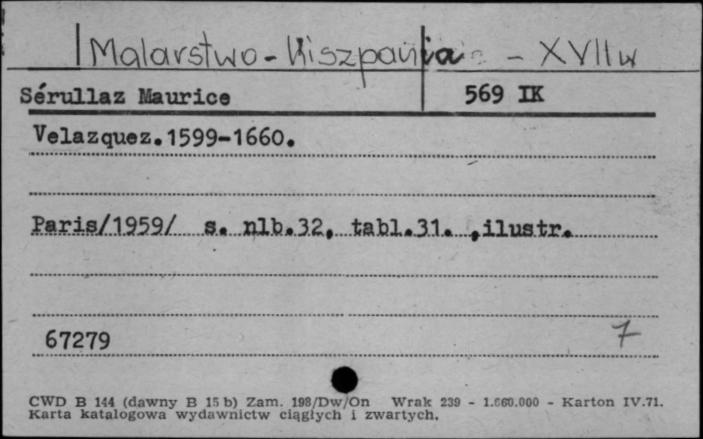 Malarstwo - Hiszpania - XVII w
Sérullaz Maurice 569 IK
Velazquez.1599-1660.
Paris/1959/ s. nlb.32, tabl.31. ,ilustr.
67279 7
CWD B 144 (dawny B 15 b) Zam. 198/Dw/On Wrak 239 - 1.660.000 - Karton IV.71.
Karta katalogowa wydawnictw ciągłych i zwartych.